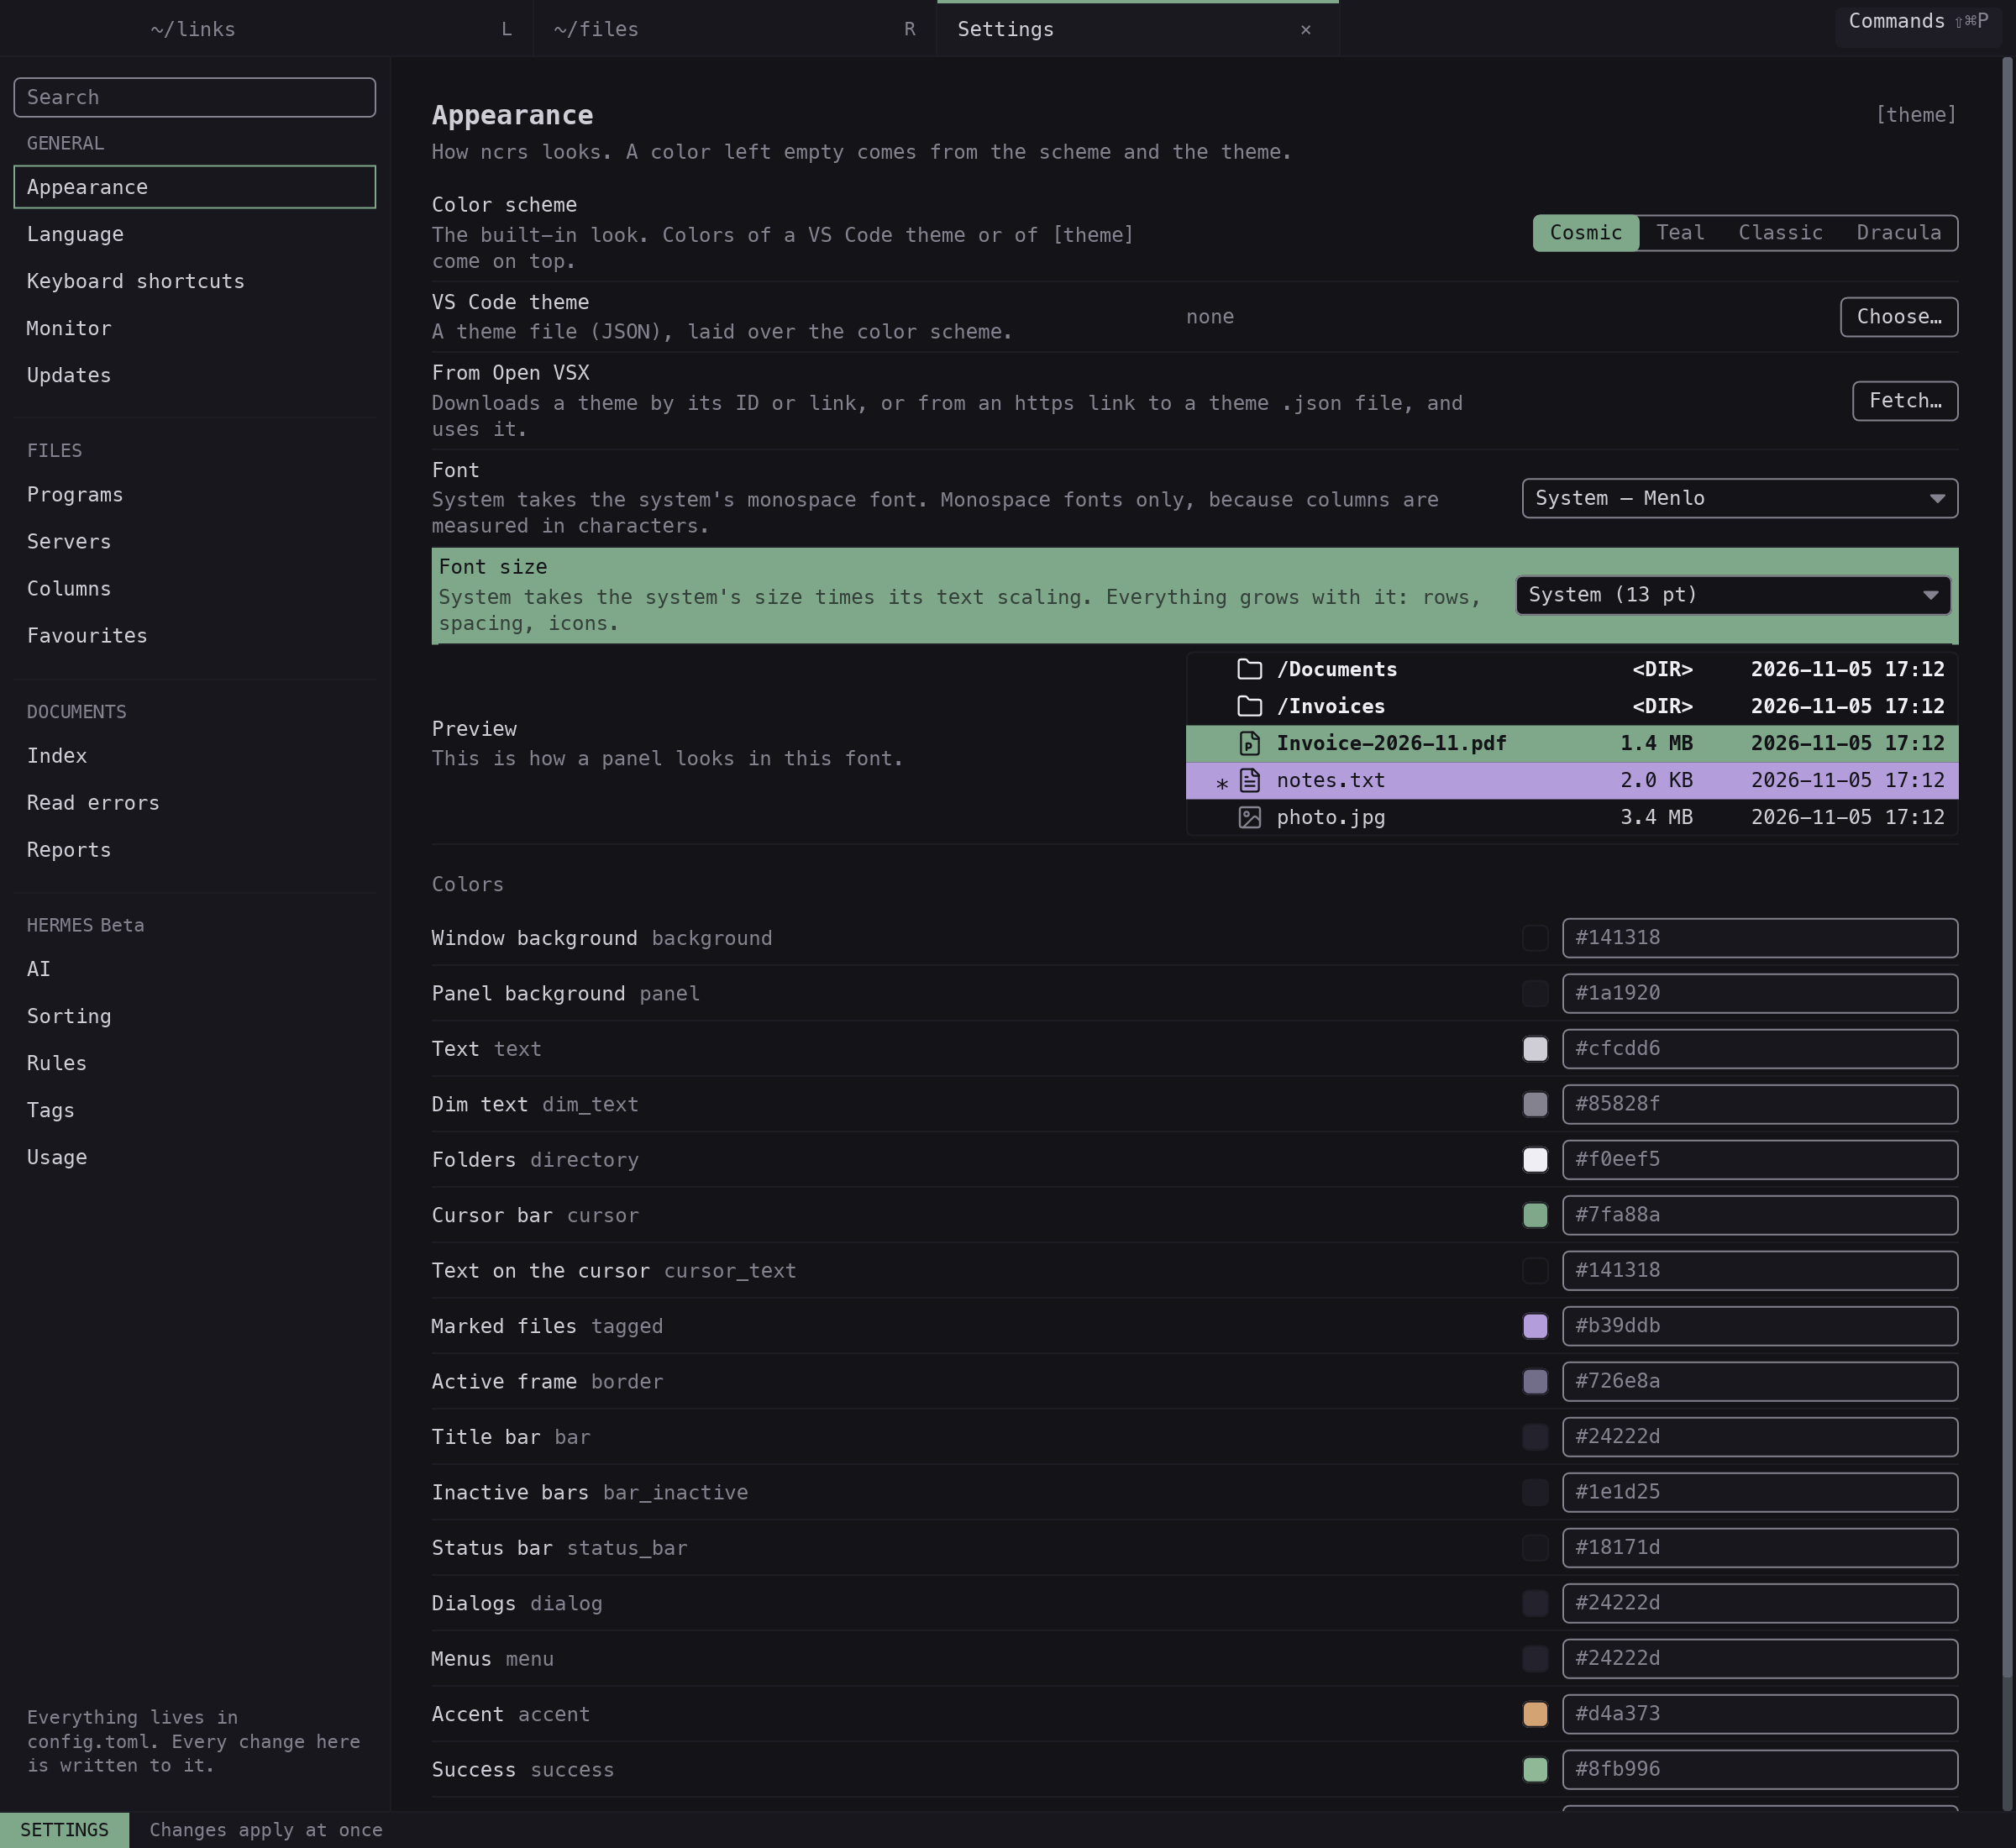 ~/links L ~/files R Settings × Commands ⇧⌘P
Search
GENERAL
Appearance
Language
Keyboard shortcuts
Monitor
Updates
FILES
Programs
Servers
Columns
Favourites
DOCUMENTS
Index
Read errors
Reports
HERMES Beta
AI
Sorting
Rules
Tags
Usage
Everything lives in
config.toml. Every change here
is written to it.
Appearance [theme]
How ncrs looks. A color left empty comes from the scheme and the theme.
Color scheme
The built-in look. Colors of a VS Code theme or of [theme]
come on top.
Cosmic Teal Classic Dracula
VS Code theme
A theme file (JSON), laid over the color scheme.
none Choose…
From Open VSX
Downloads a theme by its ID or link, or from an https link to a theme .json file, and
uses it.
Fetch…
Font
System takes the system's monospace font. Monospace fonts only, because columns are
measured in characters.
System — Menlo
Font size
System takes the system's size times its text scaling. Everything grows with it: rows,
spacing, icons.
System (13 pt)
Preview
This is how a panel looks in this font.
/Documents <DIR> 2026-11-05 17:12
/Invoices <DIR> 2026-11-05 17:12
Invoice-2026-11.pdf 1.4 MB 2026-11-05 17:12
* notes.txt 2.0 KB 2026-11-05 17:12
photo.jpg 3.4 MB 2026-11-05 17:12
Colors
Window background background #141318
Panel background panel #1a1920
Text text #cfcdd6
Dim text dim_text #85828f
Folders directory #f0eef5
Cursor bar cursor #7fa88a
Text on the cursor cursor_text #141318
Marked files tagged #b39ddb
Active frame border #726e8a
Title bar bar #24222d
Inactive bars bar_inactive #1e1d25
Status bar status_bar #18171d
Dialogs dialog #24222d
Menus menu #24222d
Accent accent #d4a373
Success success #8fb996
SETTINGS Changes apply at once